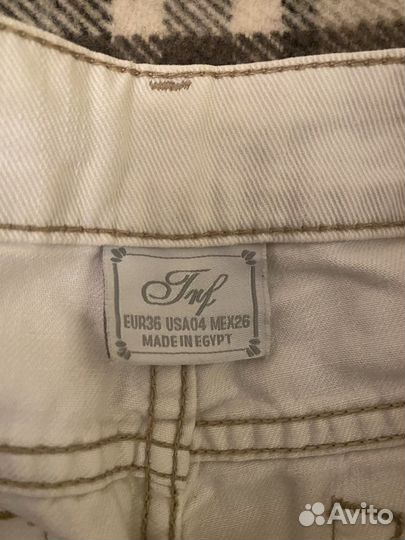 Trf
EUR36 USA04 MEX26
MADE IN EGYPT
Avito